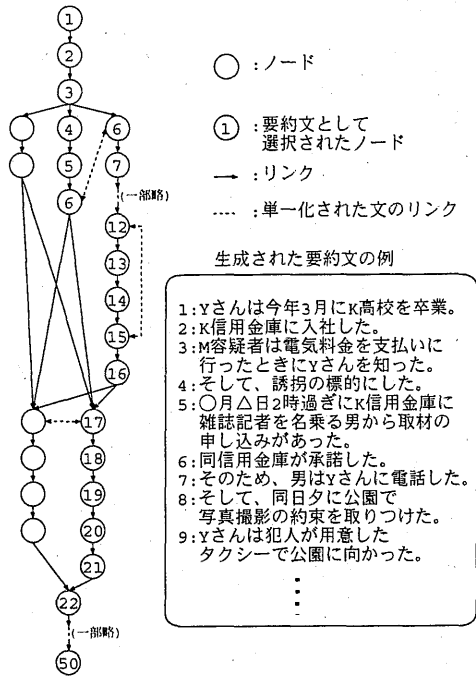 1
2
3
4
6
5
7
6
(一部略)
12
13
14
15
16
17
18
19
20
21
22
(一部略)
50
○ :ノード
① :要約文として
選択されたノード
→ :リンク
---- :単一化された文のリンク
生成された要約文の例
1:Yさんは今年3月にK高校を卒業。
2:K信用金庫に入社した。
3:M容疑者は電気料金を支払いに
行ったときにYさんを知った。
4:そして、誘拐の標的にした。
5:○月△日2時過ぎにK信用金庫に
雑誌記者を名乗る男から取材の
申し込みがあった。
6:同信用金庫が承諾した。
7:そのため、男はYさんに電話した。
8:そして、同日夕に公園で
写真撮影の約束を取りつけた。
9:Yさんは犯人が用意した
タクシーで公園に向かった。